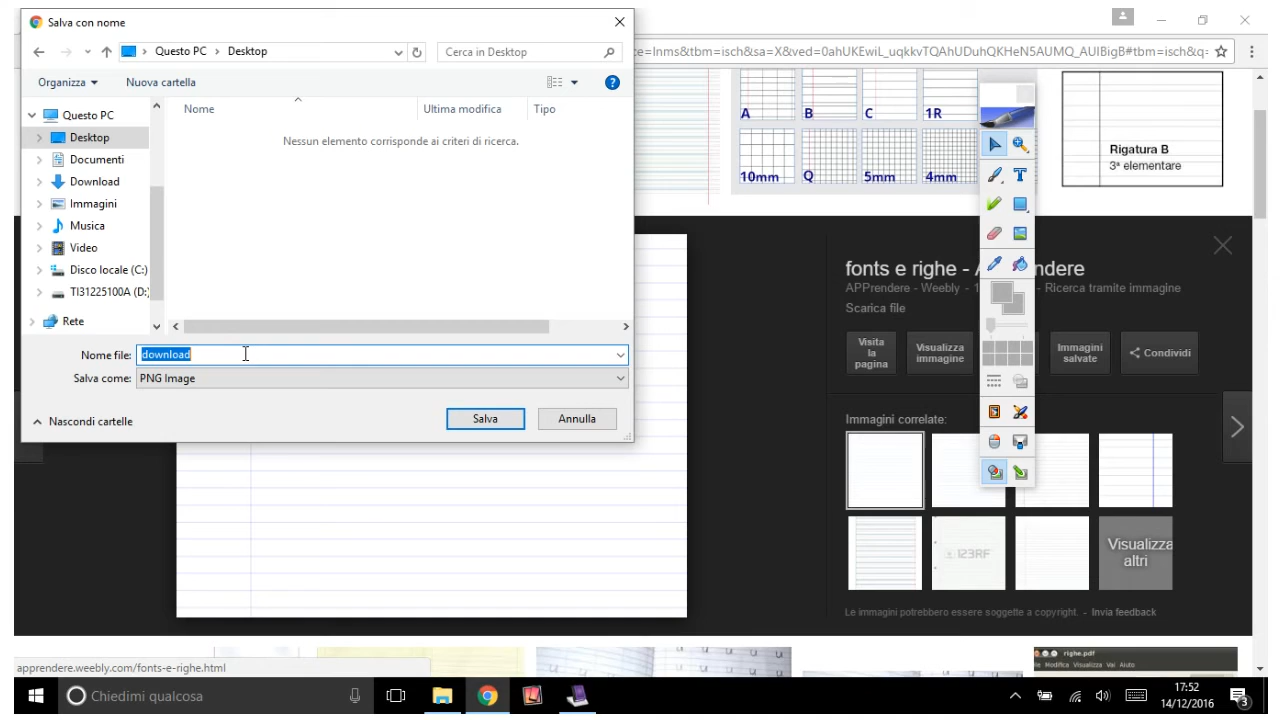 Salva con nome
Questo PC > Desktop
Cerca in Desktop
ce=lnms&tbm=isch&sa=X&ved=0ahUKEwiL_uqkkvTQAhUDuhQKHeN5AUMQ_AUIBigB#tbm=isch&q=
Organizza
Nuova cartella
Questo PC
Desktop
Documenti
Download
Immagini
Musica
Video
Disco locale (C:)
TI31225100A (D:)
Rete
Nome
Ultima modifica
Tipo
Nessun elemento corrisponde ai criteri di ricerca.
Nome file: download
Salva come: PNG Image
Nascondi cartelle
Salva
Annulla
A B C 1R
10mm Q 5mm 4mm
Rigatura B
3ª elementare
fonts e righe - A ndere
APPrendere - Weebly - 1 - Ricerca tramite immagine
Scarica file
Visita la pagina
Visualizza immagine
Immagini salvate
Condividi
Immagini correlate:
123RF
Visualizza altri
Le immagini potrebbero essere soggette a copyright. - Invia feedback
righe.pdf
le Modifica Visualizza Vai Aiuto
apprendere.weebly.com/fonts-e-righe.html
Chiedimi qualcosa
17:52
14/12/2016
3